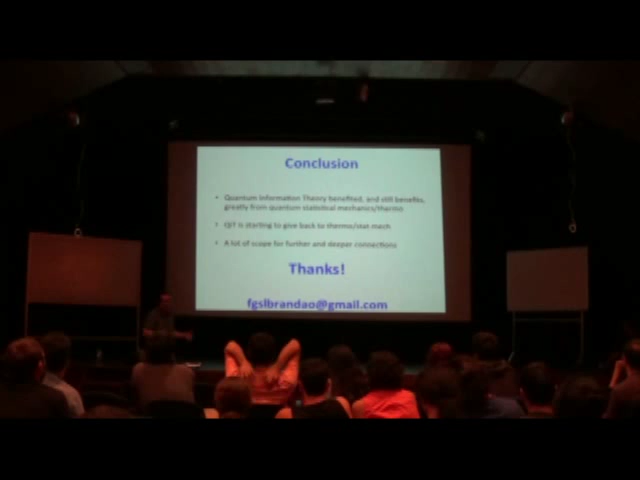 Conclusion
• Quantum Information Theory benefited, and still benefits,
greatly from quantum statistical mechanics/thermo
• QIT is starting to give back to thermo/stat mech
• A lot of scope for further and deeper connections
Thanks!
fgslbrandao@gmail.com